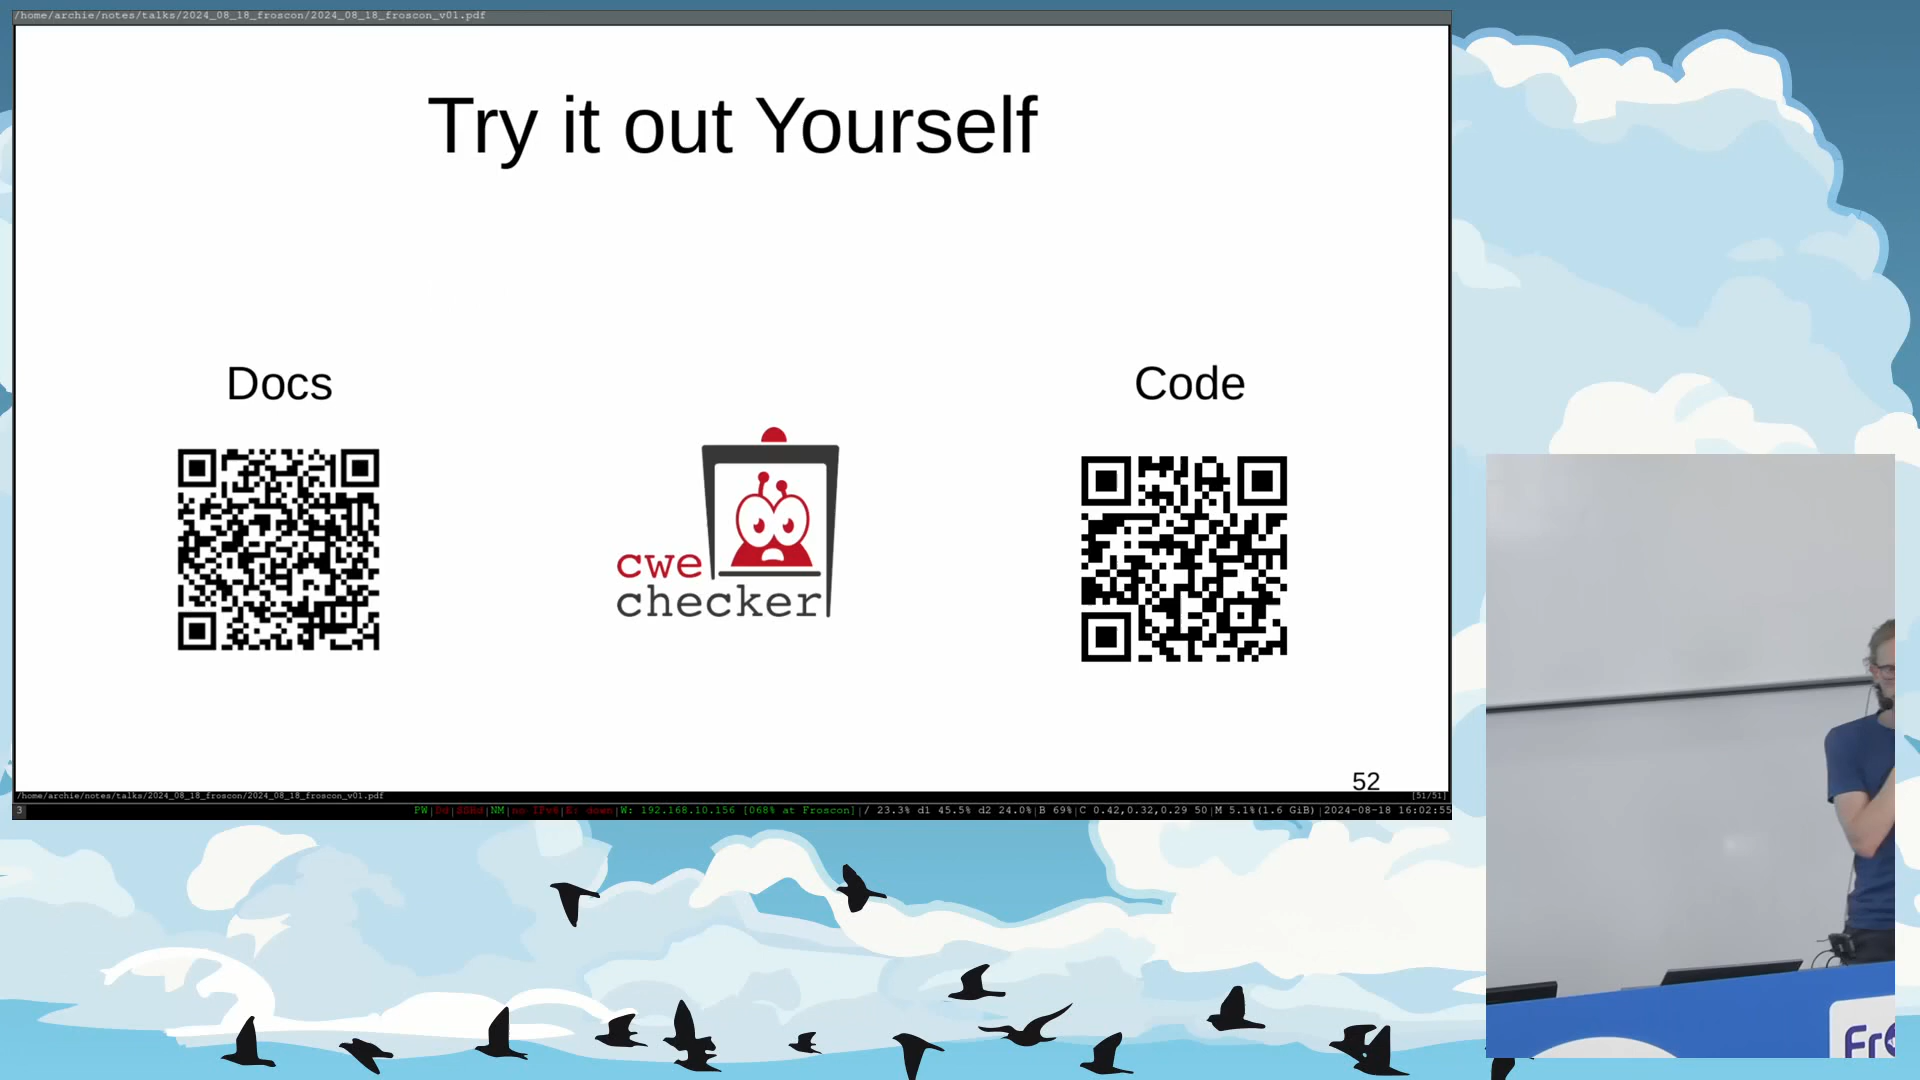 /home/archie/notes/talks/2024_08_18_froscon/2024_08_18_froscon_v01.pdf
Try it out Yourself
Docs
Code
cwe
checker
52
/home/archie/notes/talks/2024_08_18_froscon/2024_08_18_froscon_v01.pdf
[51/51]
3
PW|Dd|SSHd|NM|no IPv6|E: down|W: 192.168.10.156 [068% at Froscon]|/ 23.3% d1 45.5% d2 24.0%|B 69%|C 0.42,0.32,0.29 50|M 5.1%(1.6 GiB)|2024-08-18 16:02:55
Fr